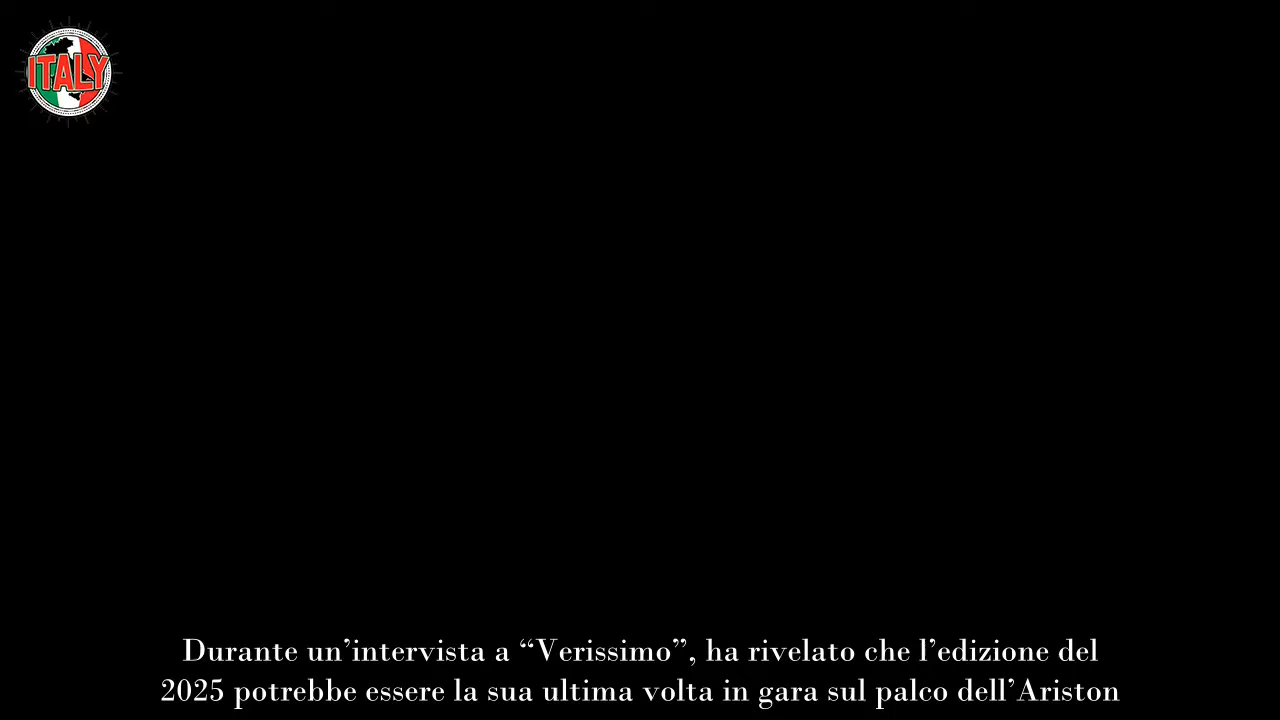 ITALY
Durante un’intervista a “Verissimo”, ha rivelato che l’edizione del
2025 potrebbe essere la sua ultima volta in gara sul palco dell’Ariston